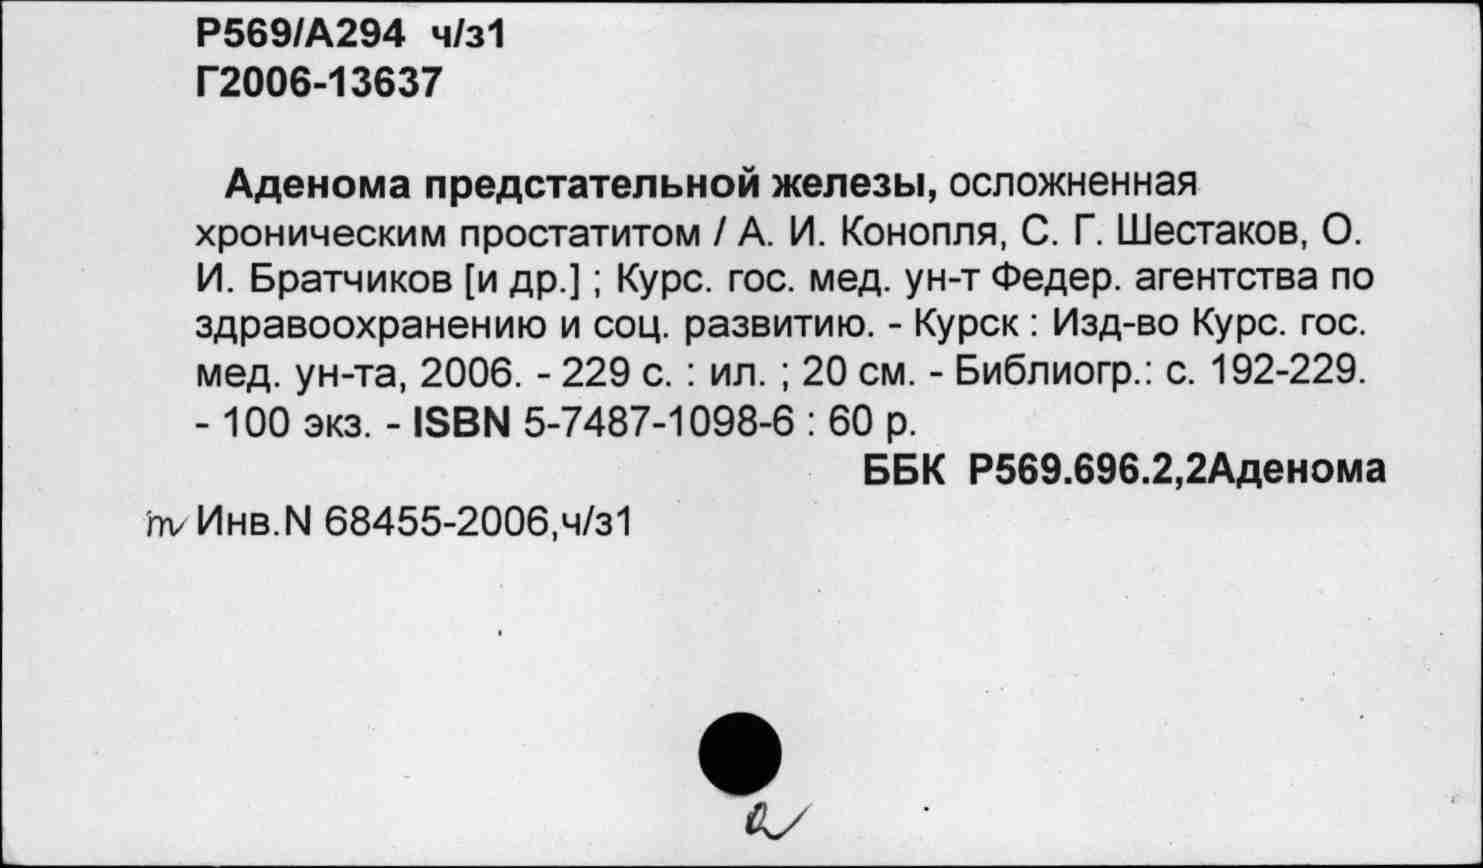 Р569/А294 ч/з1
Г2006-13637
Аденома предстательной железы, осложненная
хроническим простатитом / А. И. Конопля, С. Г. Шестаков, О.
И. Братчиков [и др.] ; Курс. гос. мед. ун-т Федер. агентства по
здравоохранению и соц. развитию. - Курск : Изд-во Курс. гос.
мед. ун-та, 2006. - 229 с. : ил. ; 20 см. - Библиогр.: с. 192-229.
- 100 экз. - ISBN 5-7487-1098-6 : 60 р.
ББК Р569.696.2,2Аденома
Инв.N 68455-2006,ч/з1